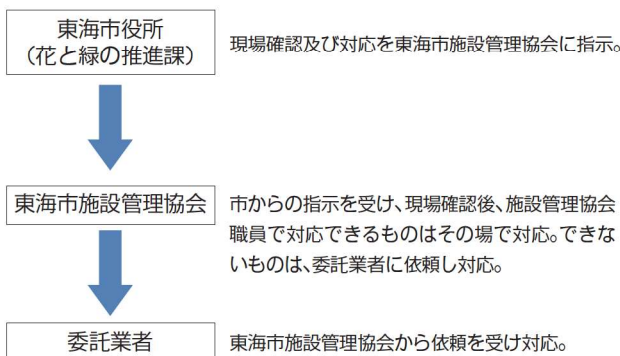 東海市役所
（花と緑の推進課）
現場確認及び対応を東海市施設管理協会に指示。
東海市施設管理協会
市からの指示を受け、現場確認後、施設管理協会
職員で対応できるものはその場で対応。できな
いものは、委託業者に依頼し対応。
委託業者
東海市施設管理協会から依頼を受け対応。